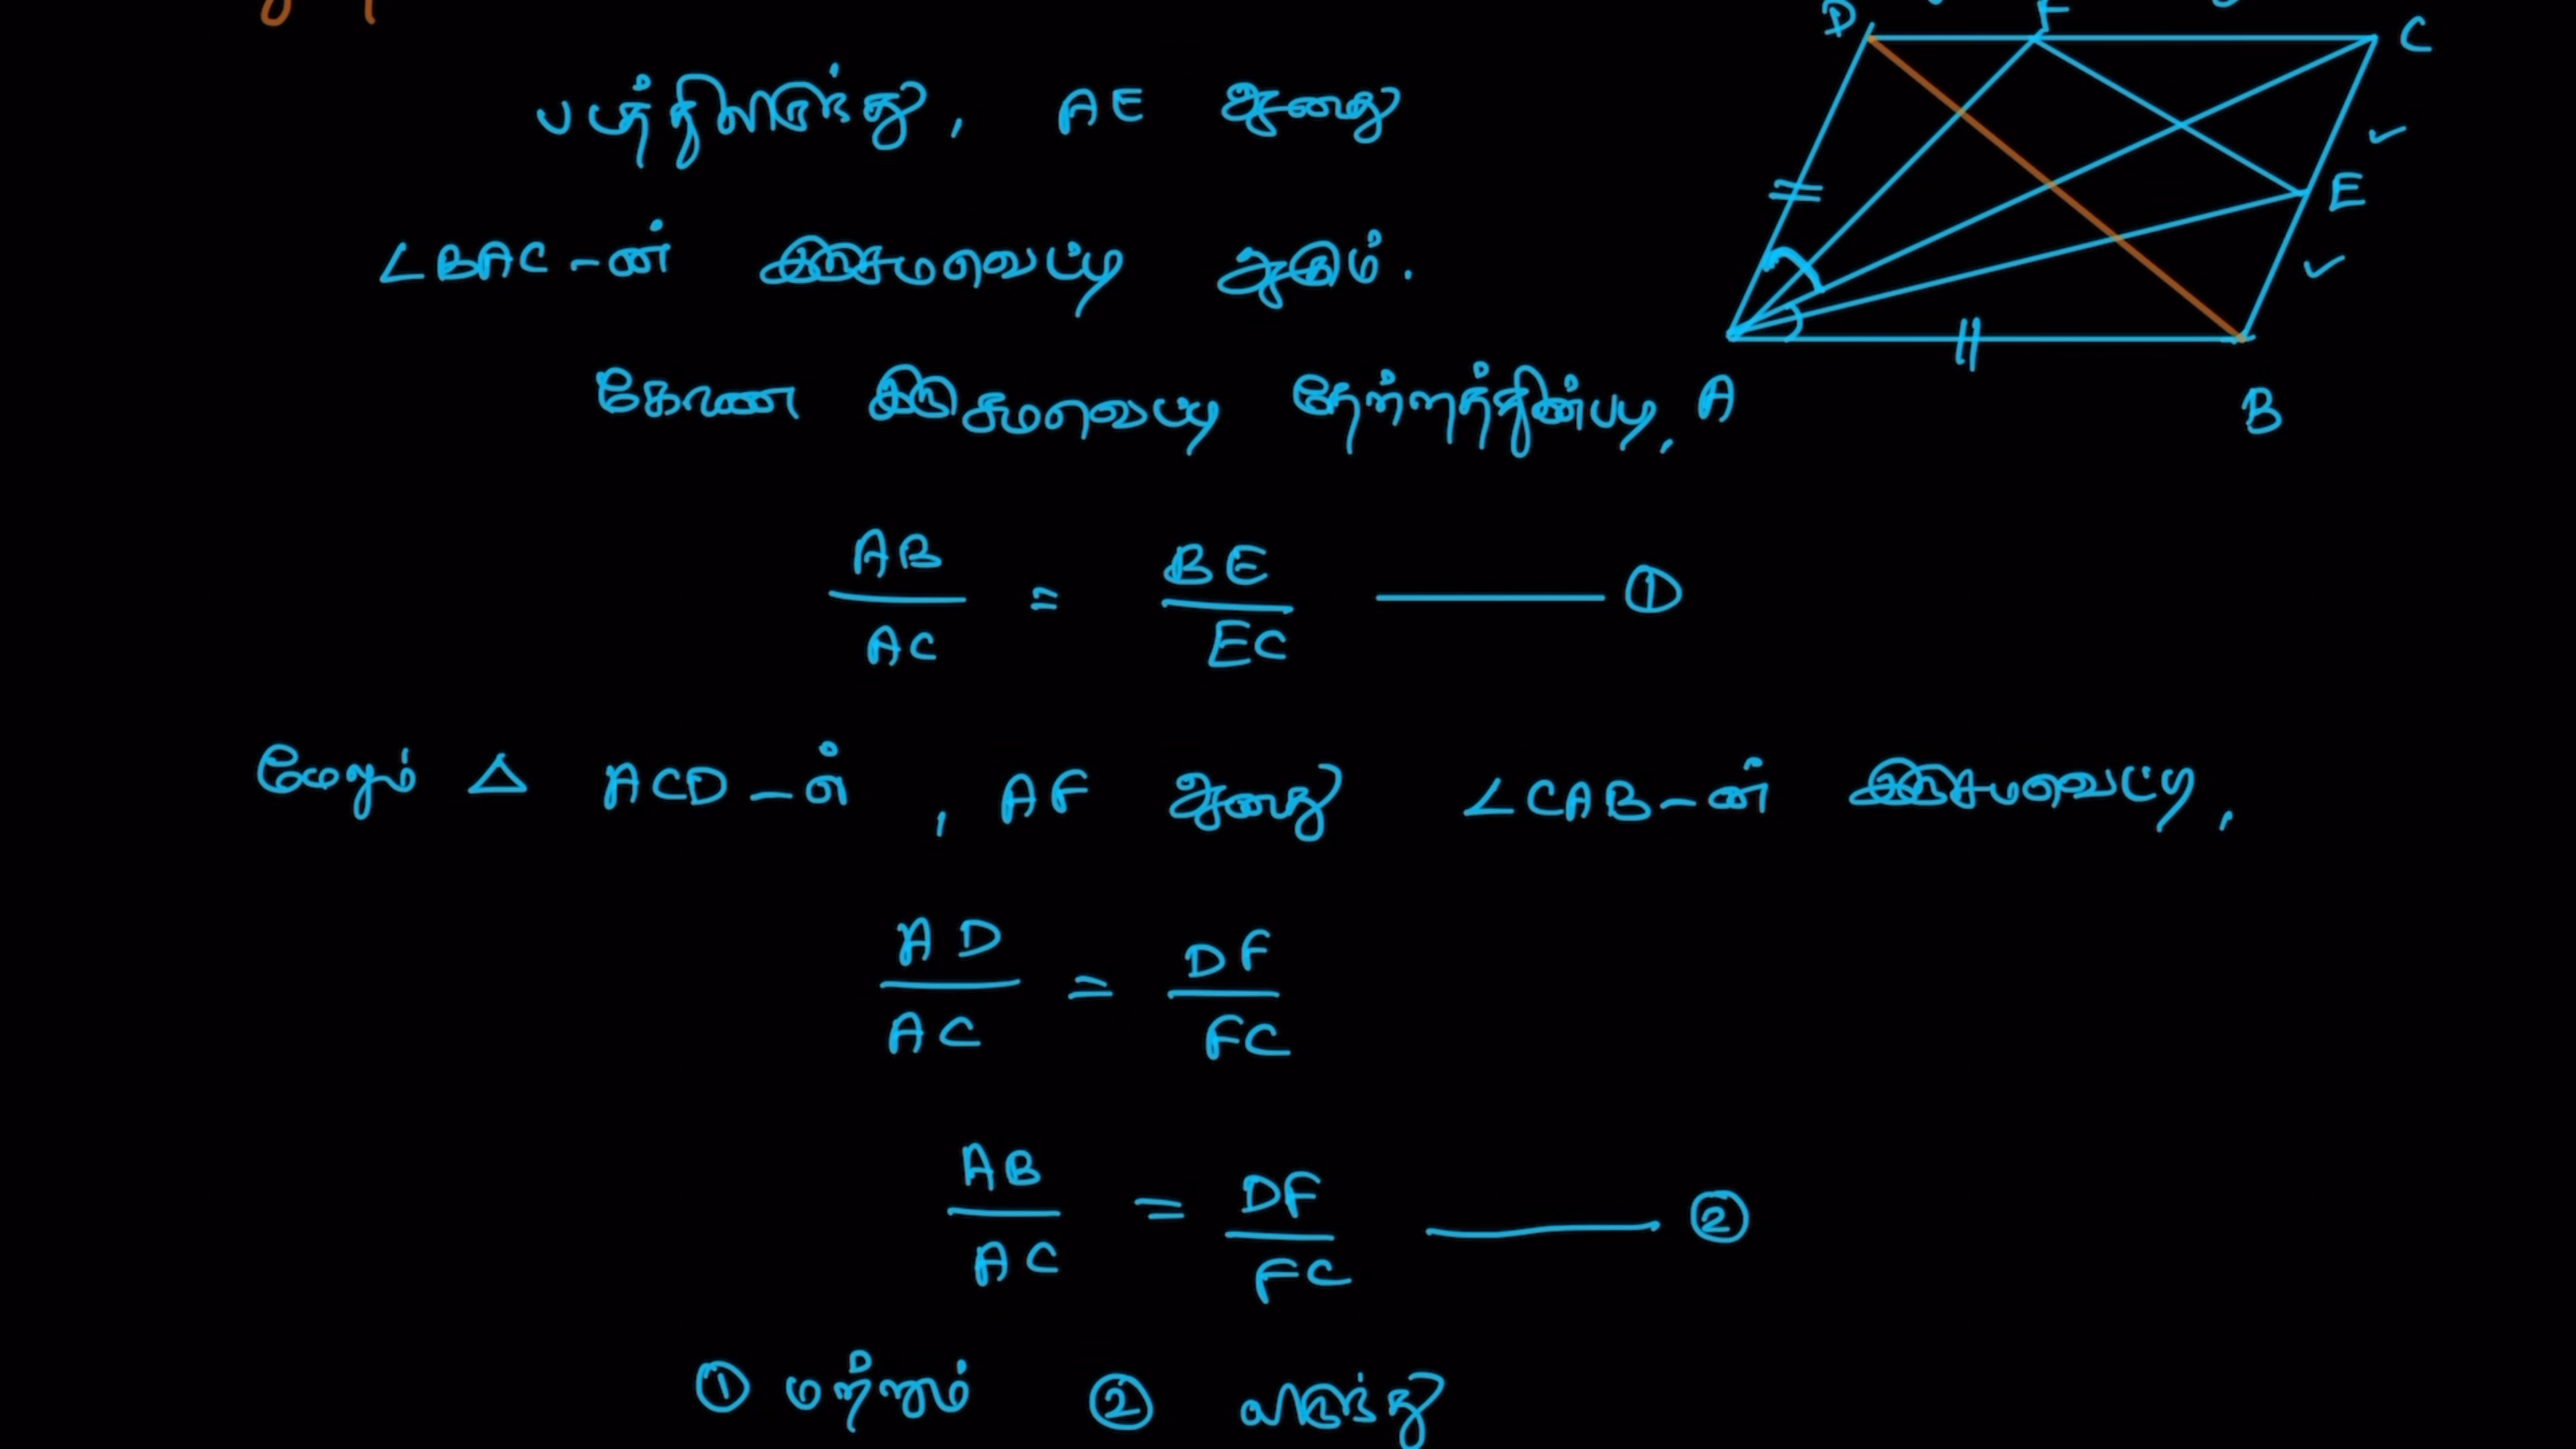 D F C
படத்திலிருந்து, AE ஆனது
E
∠BAC-ன் இருசமவெட்டி ஆகும்.
கோண இருசமவெட்டி தேற்றத்தின்படி, A
B
AB/AC = BE/EC ——— ①
மேலும் △ ACD-ல் , AF ஆனது ∠CAB-ன் இருசமவெட்டி,
AD/AC = DF/FC
AB/AC = DF/FC ——— ②
① மற்றும் ② லிருந்து